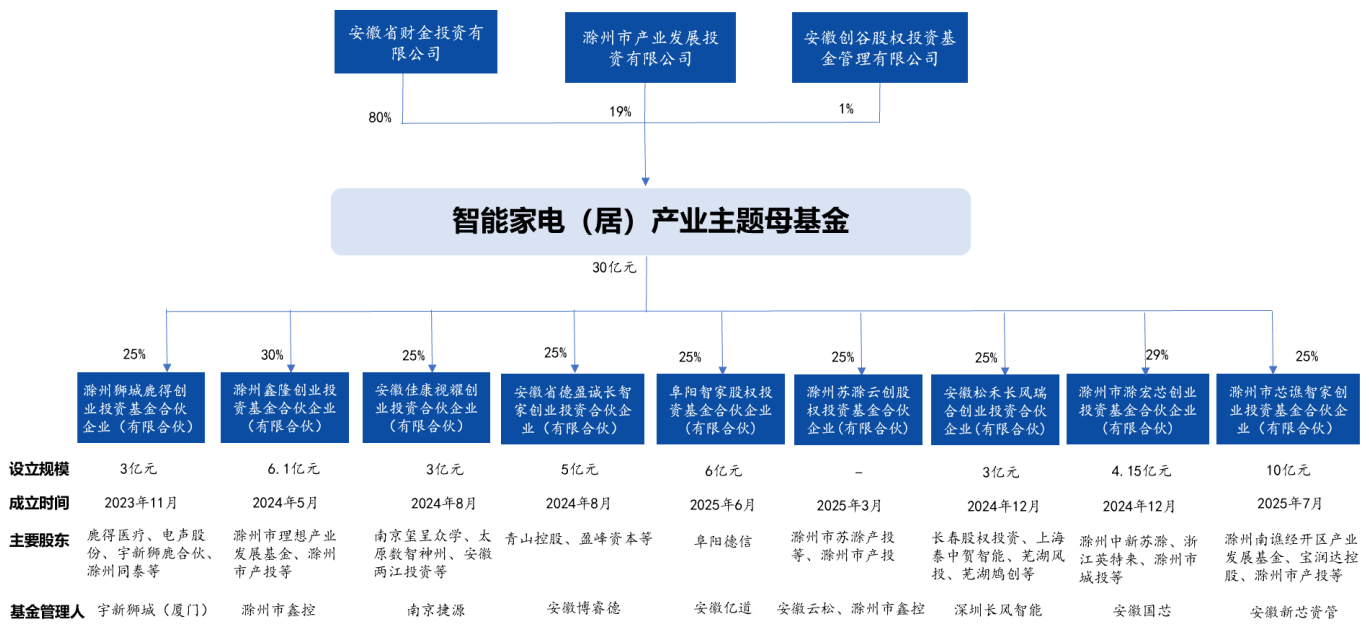 安徽省财金投资有
限公司
滁州市产业发展投
资有限公司
安徽创谷股权投资基
金管理有限公司
80%
19%
1%
智能家电（居）产业主题母基金
30亿元
25%
30%
25%
25%
25%
25%
25%
29%
25%
滁州狮城鹿得创
业投资基金合伙
企业（有限合伙）
滁州鑫隆创业投
资基金合伙企业
（有限合伙）
安徽佳康视耀创
业投资合伙企业
（有限合伙）
安徽省德盈诚长智
家创业投资合伙企
业（有限合伙）
阜阳智家股权投
资基金合伙企业
(有限合伙)
滁州苏滁云创股
权投资基金合伙
企业(有限合伙)
安徽松禾长风瑞
合创业投资合伙
企业(有限合伙)
滁州市滁宏芯创业
投资基金合伙企业
(有限合伙)
滁州市芯谯智家创
业投资基金合伙企
业（有限合伙）
设立规模
3亿元
6.1亿元
3亿元
5亿元
6亿元
–
3亿元
4.15亿元
10亿元
成立时间
2023年11月
2024年5月
2024年8月
2024年8月
2025年6月
2025年3月
2024年12月
2024年12月
2025年7月
主要股东
鹿得医疗、电声股
份、宇新狮鹿合伙、
滁州同泰等
滁州市理想产业
发展基金、滁州
市产投等
南京玺呈众学、太
原数智神州、安徽
两江投资等
青山控股、盈峰资本等
阜阳德信
滁州市苏滁产投
等、滁州市产投
长春股权投资、上海
泰中贺智能、芜湖风
投、芜湖鸠创等
滁州中新苏滁、浙
江英特来、滁州市
城投等
滁州南谯经开区产业
发展基金、宝润达控
股、滁州市产投等
基金管理人
宇新狮城（厦门）
滁州市鑫控
南京捷源
安徽博睿德
安徽亿道
安徽云松、滁州市鑫控
深圳长风智能
安徽国芯
安徽新芯资管